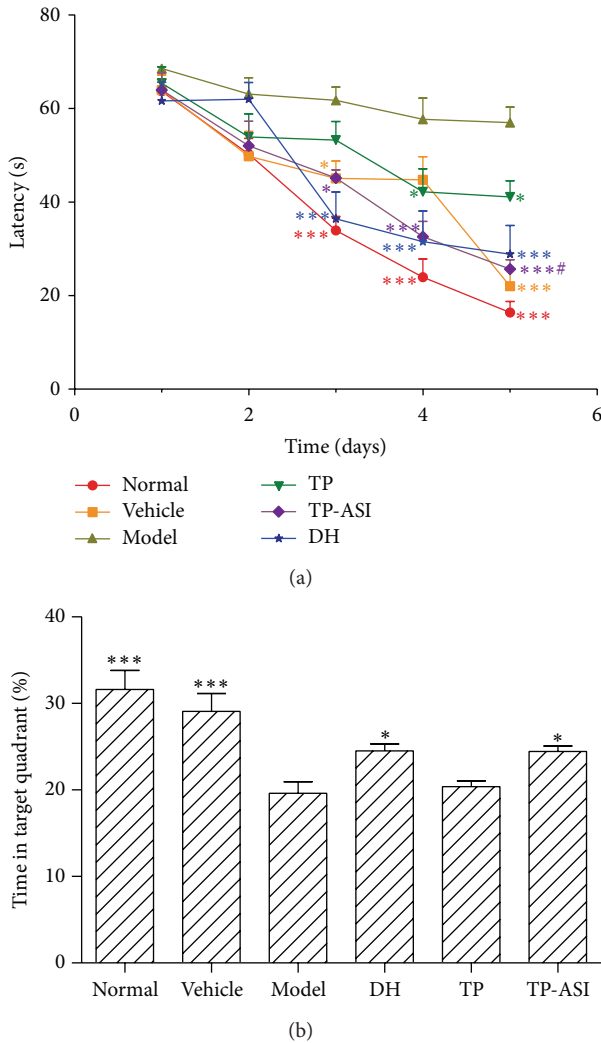 80
60
40
20
0
Latency (s)
*
*
***
***
*
***
***
***
*
***
***#
***
***
0 2 4 6
Time (days)
Normal TP
Vehicle TP-ASI
Model DH
(a)
40
30
20
10
0
Time in target quadrant (%)
*** *** * *
Normal Vehicle Model DH TP TP-ASI
(b)